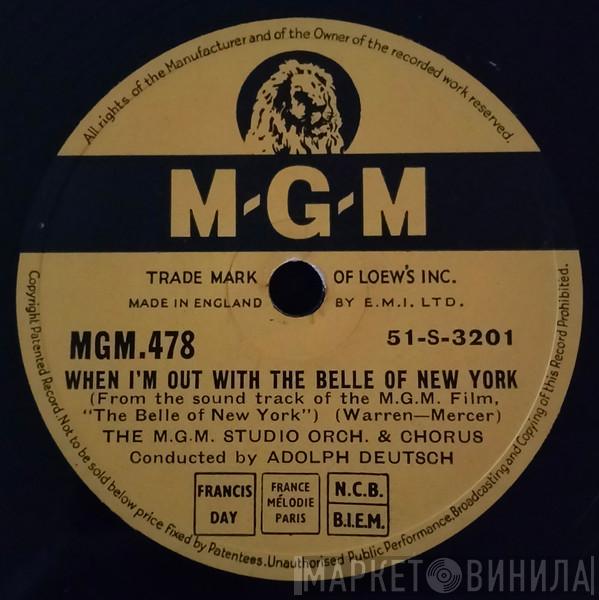 All rights of the Manufacturer and of the Owner of the recorded work reserved.
M-G-M
TRADE MARK OF LOEW'S INC.
MADE IN ENGLAND BY E.M.I. LTD.
MGM.478 51-S-3201
WHEN I'M OUT WITH THE BELLE OF NEW YORK
(From the sound track of the M.G.M. Film,
"The Belle of New York") (Warren—Mercer)
THE M.G.M. STUDIO ORCH. & CHORUS
Conducted by ADOLPH DEUTSCH
FRANCIS
DAY
FRANCE
MÉLODIE
PARIS
N.C.B.
B.I.E.M.
Copyright Patented Record. Not to be sold below price Fixed by Patentees. Unauthorised Public Performance, Broadcasting and Copying of this Record Prohibited.
МАРКЕТ ВИНИЛА